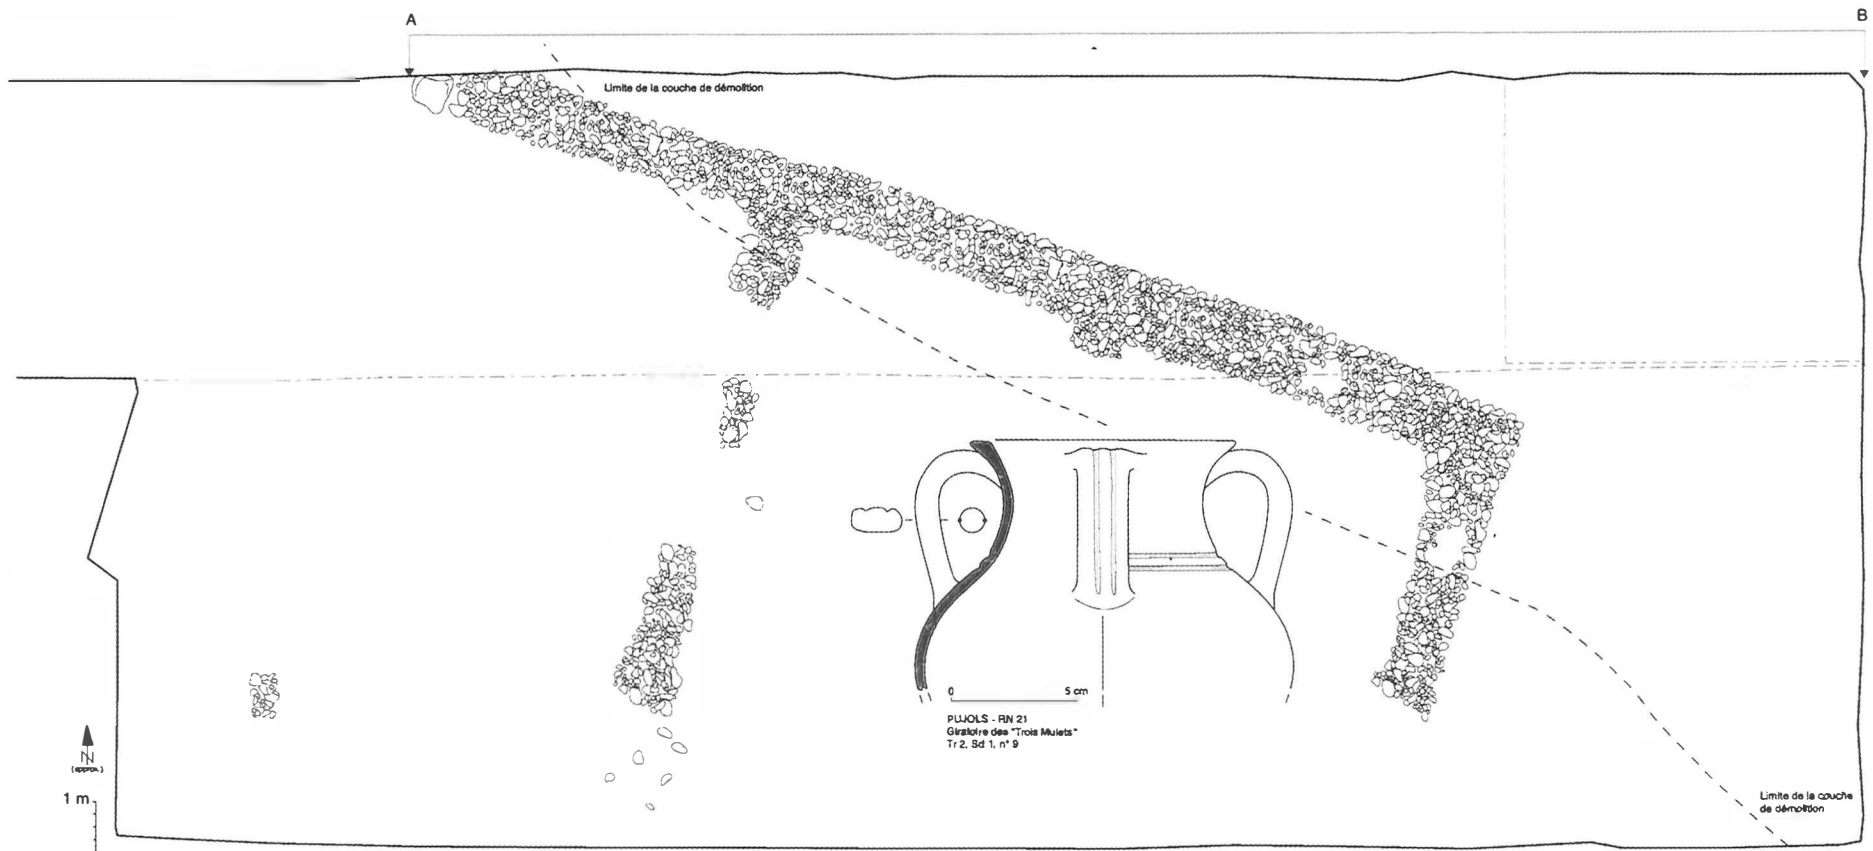 A
B
Limite de la couche de démolition
0 5 cm
PUJOLS - RN 21
Giratoire des "Trois Mulets"
Tr 2, Sd 1, n° 9
N
(approx.)
1 m
Limite de la couche
de démolition